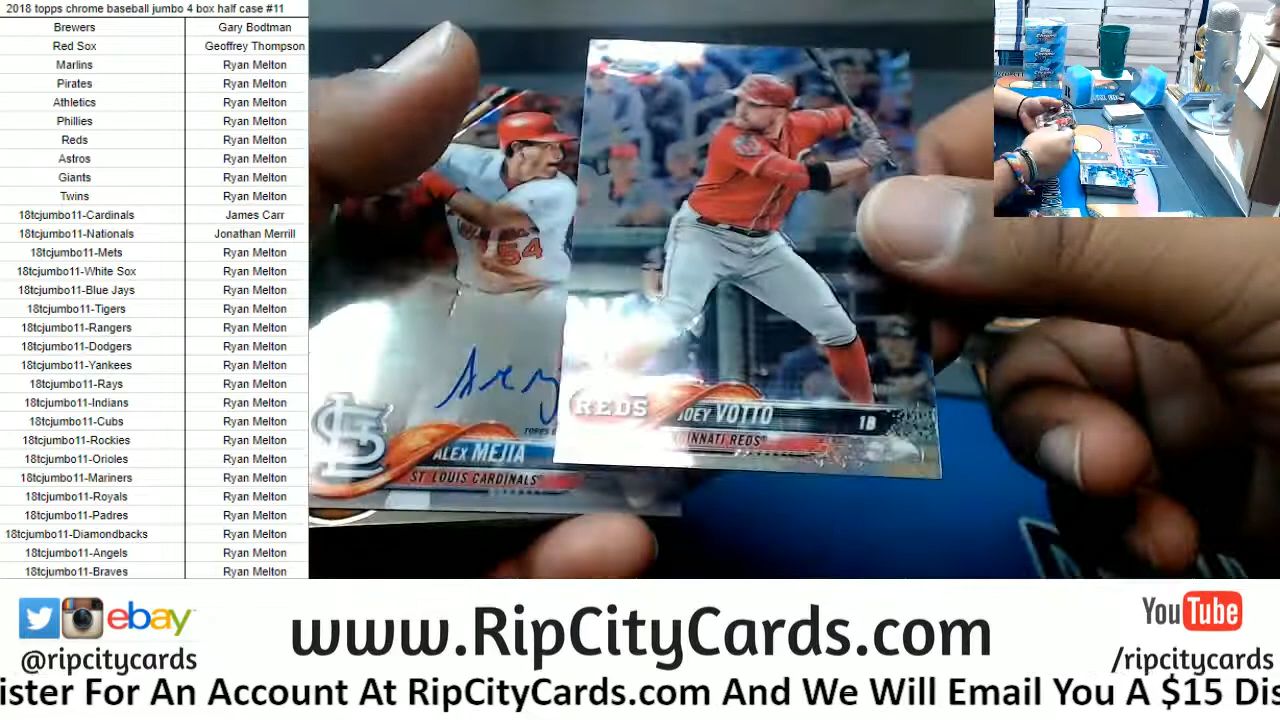 2018 topps chrome baseball jumbo 4 box half case #11
Brewers Gary Bodtman
Red Sox Geoffrey Thompson
Marlins Ryan Melton
Pirates Ryan Melton
Athletics Ryan Melton
Phillies Ryan Melton
Reds Ryan Melton
Astros Ryan Melton
Giants Ryan Melton
Twins Ryan Melton
18tcjumbo11-Cardinals James Carr
18tcjumbo11-Nationals Jonathan Merrill
18tcjumbo11-Mets Ryan Melton
18tcjumbo11-White Sox Ryan Melton
18tcjumbo11-Blue Jays Ryan Melton
18tcjumbo11-Tigers Ryan Melton
18tcjumbo11-Rangers Ryan Melton
18tcjumbo11-Dodgers Ryan Melton
18tcjumbo11-Yankees Ryan Melton
18tcjumbo11-Rays Ryan Melton
18tcjumbo11-Indians Ryan Melton
18tcjumbo11-Cubs Ryan Melton
18tcjumbo11-Rockies Ryan Melton
18tcjumbo11-Orioles Ryan Melton
18tcjumbo11-Mariners Ryan Melton
18tcjumbo11-Royals Ryan Melton
18tcjumbo11-Padres Ryan Melton
18tcjumbo11-Diamondbacks Ryan Melton
18tcjumbo11-Angels Ryan Melton
18tcjumbo11-Braves Ryan Melton
54
ALEX MEJIA
ST. LOUIS CARDINALS
REDS
JOEY VOTTO
1B
CINCINNATI REDS
ebay
@ripcitycards
www.RipCityCards.com
YouTube
/ripcitycards
ister For An Account At RipCityCards.com And We Will Email You A $15 Dis